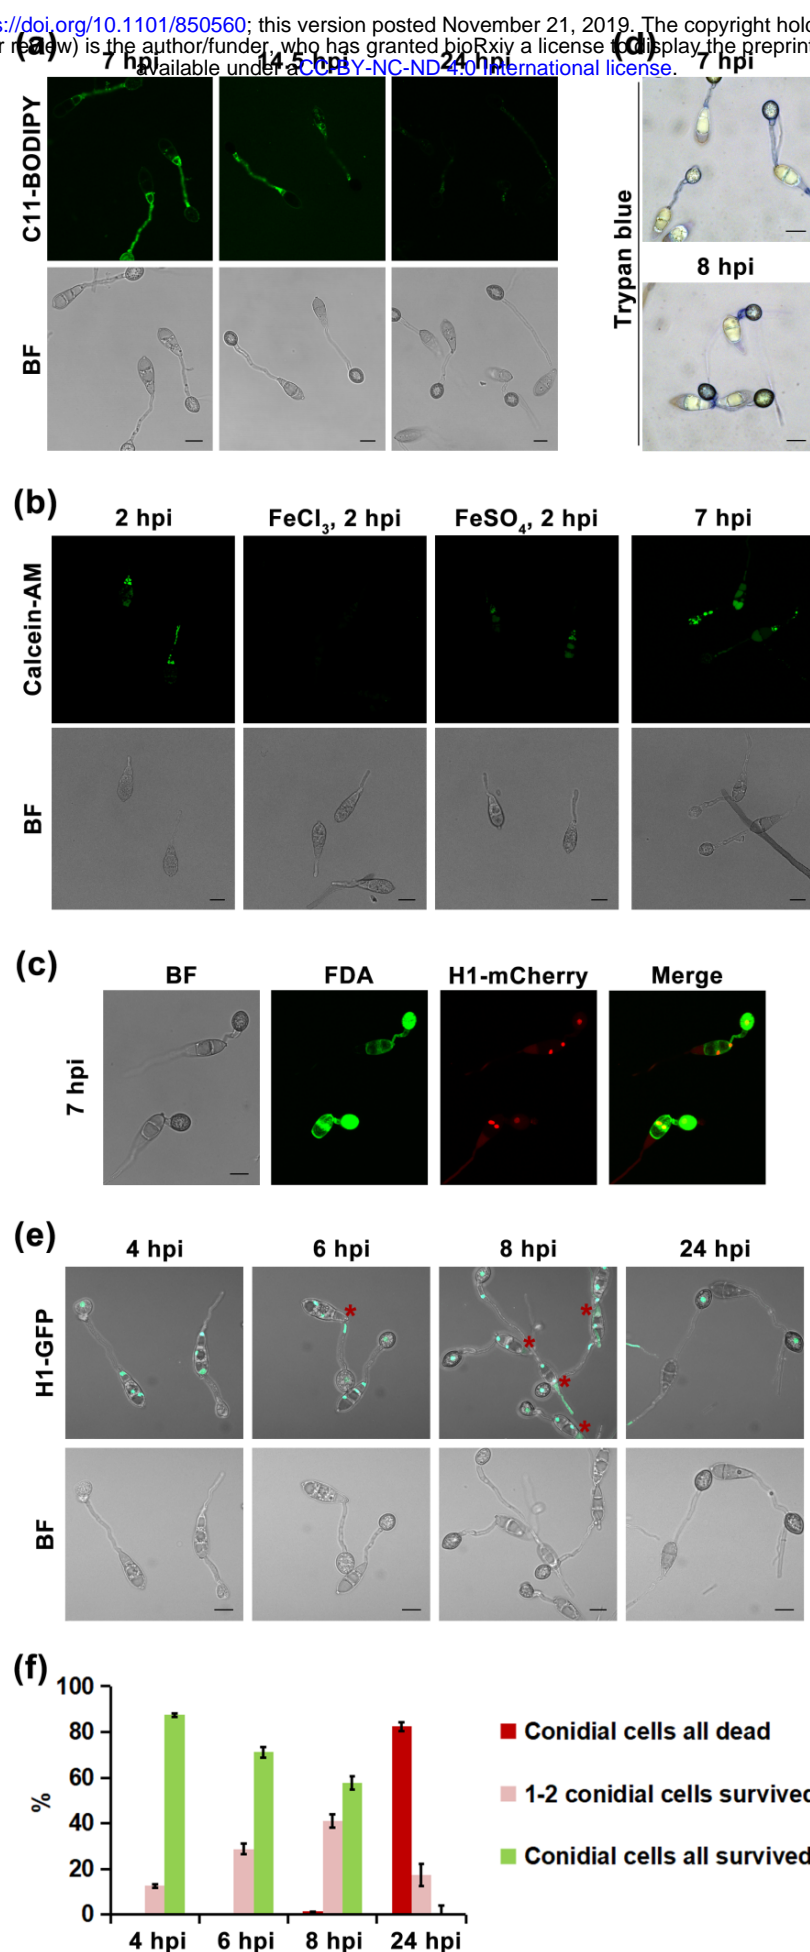 s://doi.org/10.1101/850560; this version posted November 21, 2019. The copyright hold
r review) is the author/funder, who has granted bioRxiv a license to display the preprint
available under aCC-BY-NC-ND 4.0 International license.
(a)
7 hpi 14.5 hpi 24 hpi
C11-BODIPY
BF
(d)
7 hpi
Trypan blue
8 hpi
(b)
2 hpi FeCl3, 2 hpi FeSO4, 2 hpi 7 hpi
Calcein-AM
BF
(c)
BF FDA H1-mCherry Merge
7 hpi
(e)
4 hpi 6 hpi 8 hpi 24 hpi
H1-GFP
* * * * *
BF
(f)
100
80
60
40
20
0
%
4 hpi 6 hpi 8 hpi 24 hpi
Conidial cells all dead
1-2 conidial cells survived
Conidial cells all survived